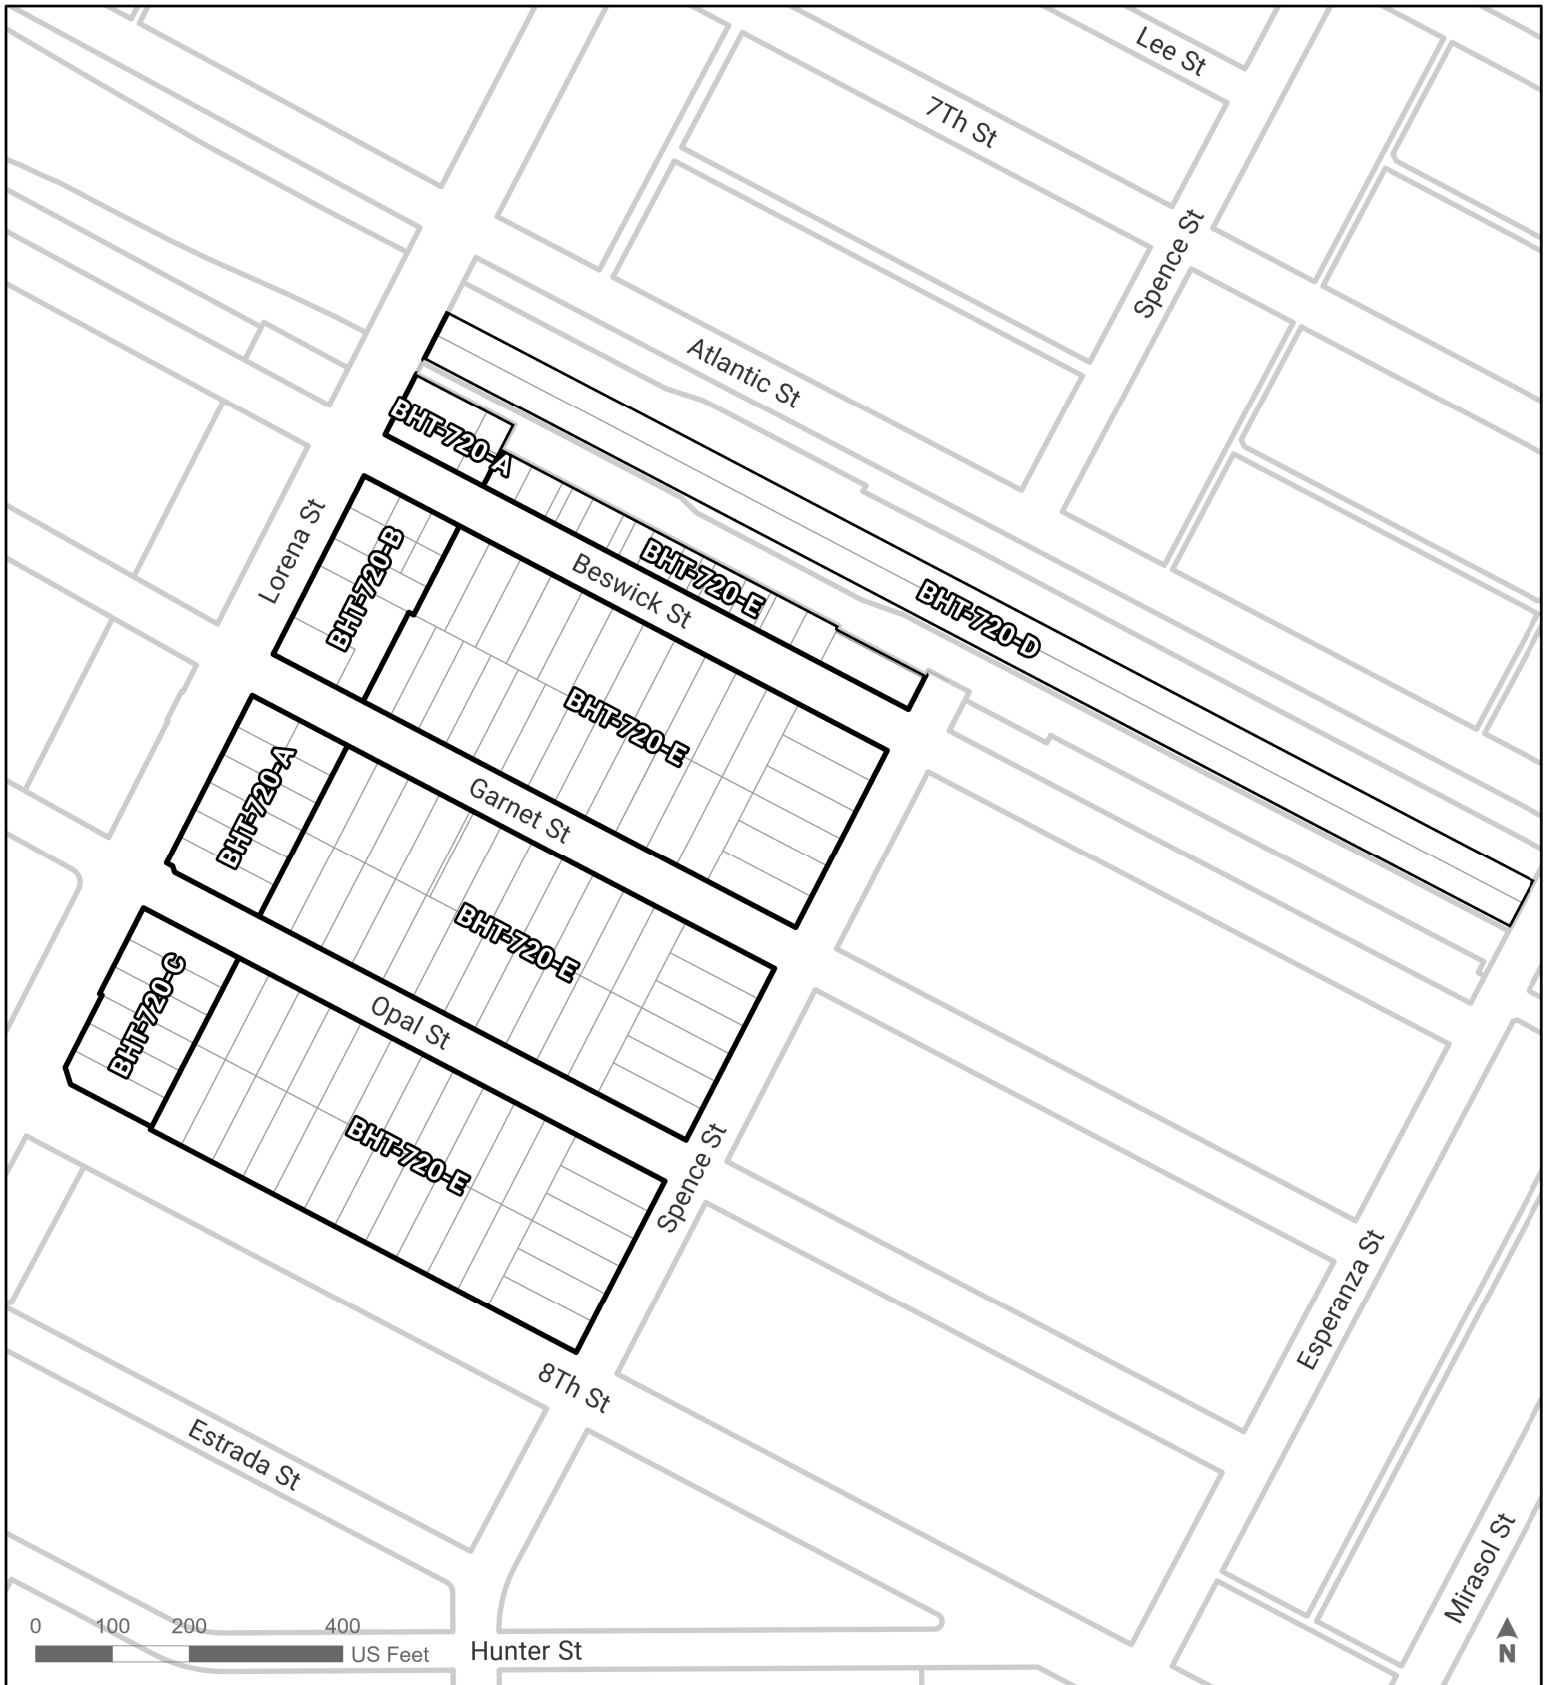 Lee St
7Th St
Spence St
Atlantic St
BHT-720-A
Lorena St
BHT-720-B
Beswick St
BHT-720-E
BHT-720-D
BHT-720-E
BHT-720-A
Garnet St
BHT-720-E
BHT-720-C
Opal St
BHT-720-E
Spence St
Esperanza St
8Th St
Estrada St
Mirasol St
0 100 200 400
US Feet
Hunter St
N